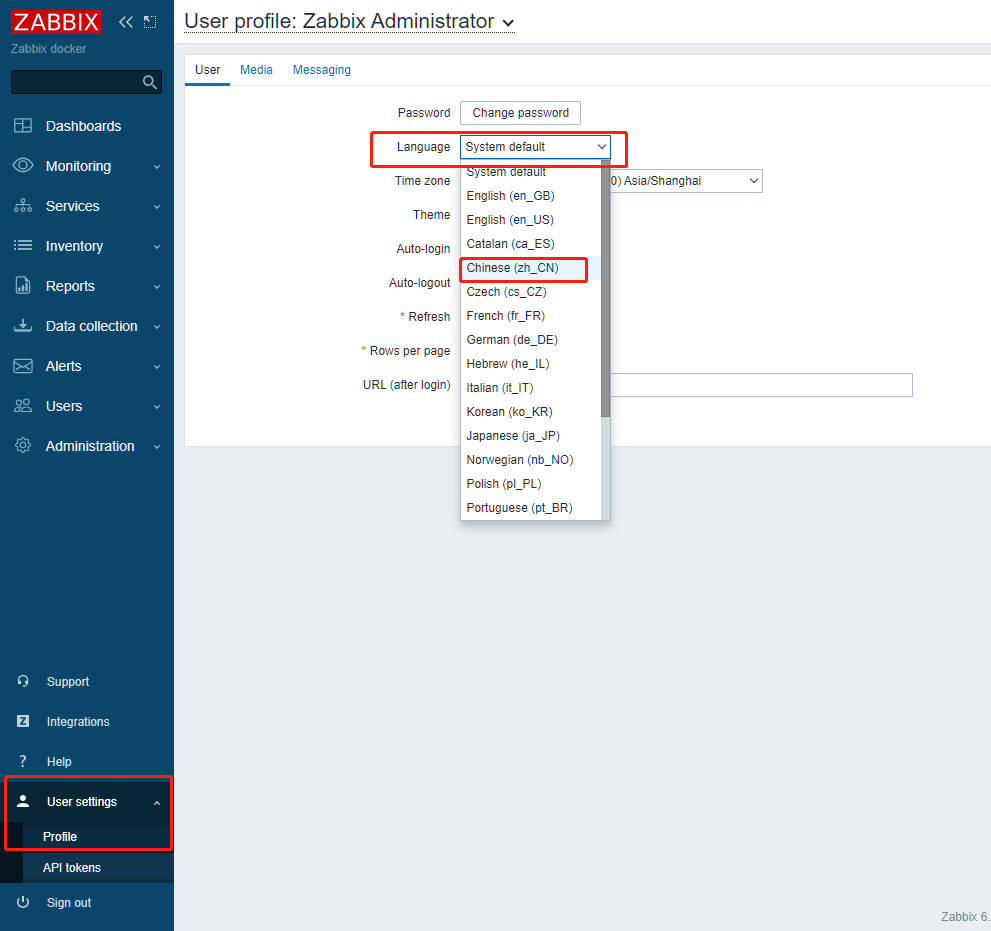 ZABBIX
Zabbix docker
Dashboards
Monitoring
Services
Inventory
Reports
Data collection
Alerts
Users
Administration
Support
Integrations
Help
User settings
Profile
API tokens
Sign out
User profile: Zabbix Administrator
User Media Messaging
Password Change password
Language System default
Time zone 0) Asia/Shanghai
Theme
Auto-login
Auto-logout
* Refresh
* Rows per page
URL (after login)
System default
English (en_GB)
English (en_US)
Catalan (ca_ES)
Chinese (zh_CN)
Czech (cs_CZ)
French (fr_FR)
German (de_DE)
Hebrew (he_IL)
Italian (it_IT)
Korean (ko_KR)
Japanese (ja_JP)
Norwegian (nb_NO)
Polish (pl_PL)
Portuguese (pt_BR)
Zabbix 6.